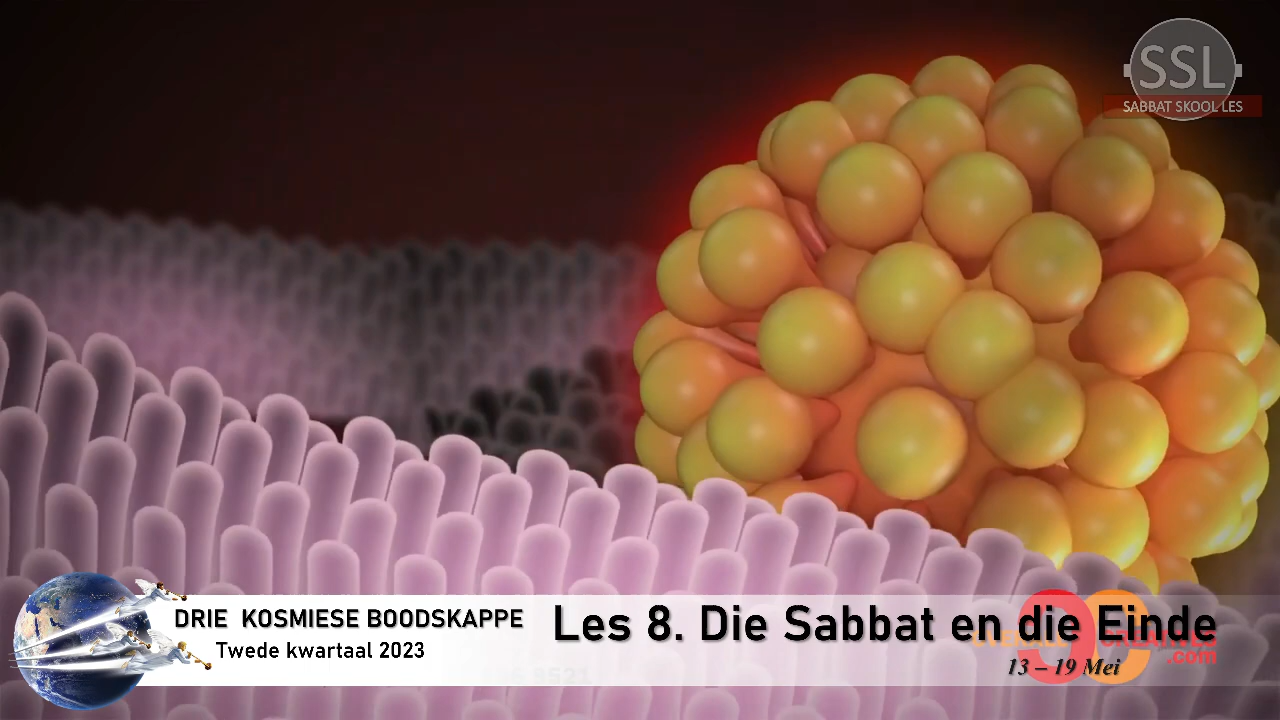 SSL
SABBAT SKOOL LES
DRIE KOSMIESE BOODSKAPPE
Twede kwartaal 2023
Les 8. Die Sabbat en die Einde
.com
13 – 19 Mei